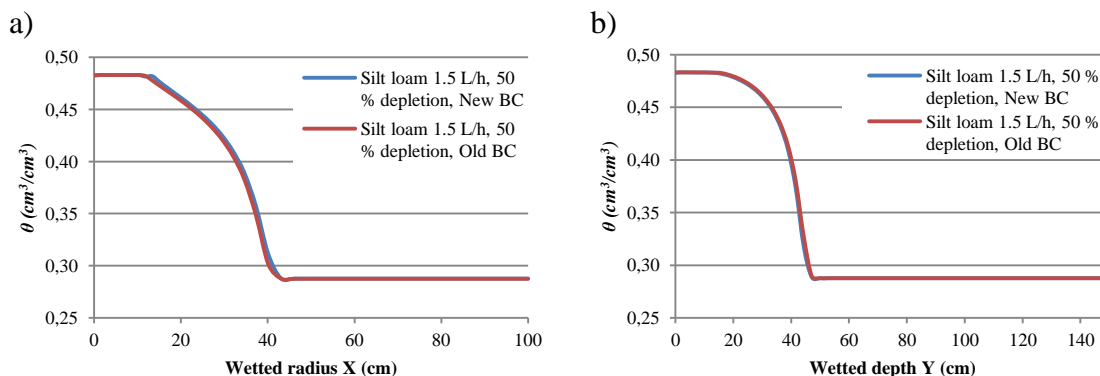 a)
0,50
0,45
0,40
0,35
0,30
0,25
θ (cm³/cm³)
Silt loam 1.5 L/h, 50
% depletion, New BC
Silt loam 1.5 L/h, 50
% depletion, Old BC
0 20 40 60 80 100
Wetted radius X (cm)
b)
0,50
0,45
0,40
0,35
0,30
0,25
θ (cm³/cm³)
Silt loam 1.5 L/h, 50 %
depletion, New BC
Silt loam 1.5 L/h, 50 %
depletion, Old BC
0 20 40 60 80 100 120 140
Wetted depth Y (cm)